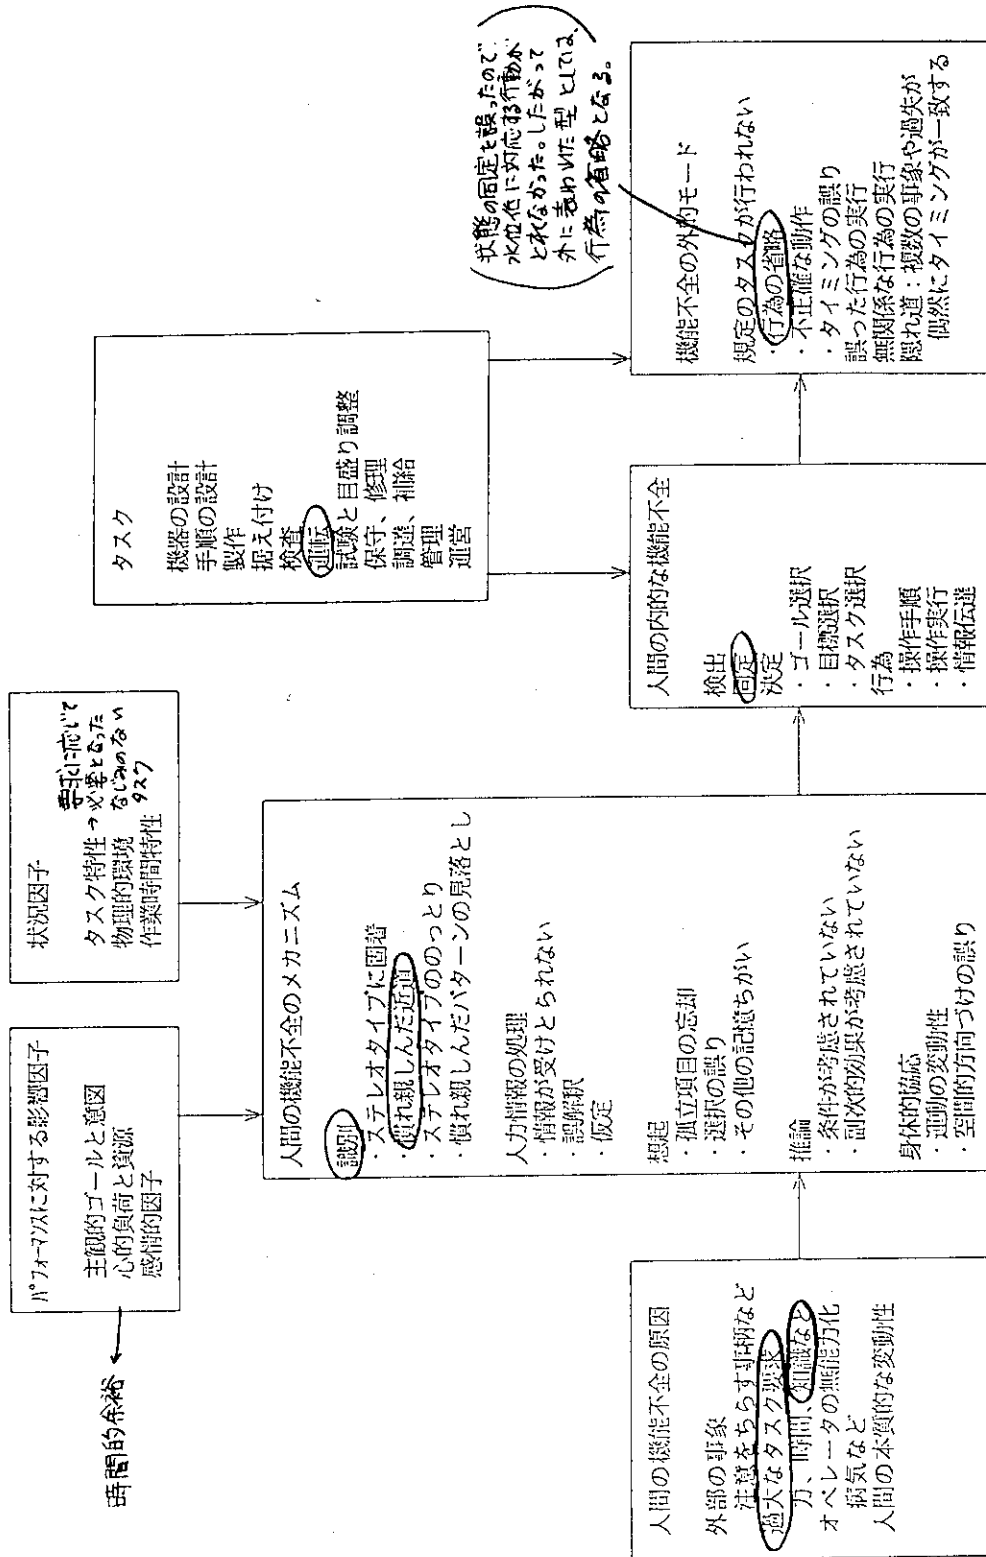 パフォーマンスに対する影響因子
主観的ゴールと意図
心的負荷と資源
感情的因子
時間的余裕
状況因子
タスク特性→
物理的環境
作業時間特性
要求に応じて
必要となった
なじみのない
タスク
タスク
機器の設計
手順の設計
製作
据え付け
検査
運転
試験と目盛り調整
保守、修理
調達、補給
管理
運営
人間の機能不全の原因
外部の事象
注意をちらす事柄など
過大なタスク要求
力、時間、知識など
オペレータの無能力化
病気など
人間の本質的な変動性
人間の機能不全のメカニズム
識別
・ステレオタイプに固着
・慣れ親しんだ近道
・ステレオタイプののっとり
・慣れ親しんだパターンの見落とし
入力情報の処理
・情報が受けとられない
・誤解釈
・仮定
想起
・孤立項目の忘却
・選択の誤り
・その他の記憶ちがい
推論
・条件が考慮されていない
・副次的効果が考慮されていない
身体的協応
・運動の変動性
・空間的方向づけの誤り
人間の内的な機能不全
検出
同定
決定
・ゴール選択
・目標選択
・タスク選択
行為
・操作手順
・操作実行
・情報伝達
機能不全の外的モード
規定のタスクが行われない
・行為の省略
・不正確な動作
・タイミングの誤り
誤った行為の実行
無関係な行為の実行
隠れ道：複数の事象や過失が
偶然にタイミングが一致する
状態の同定を誤ったので
水位低に対応する行動が
とれなかった。したがって
外に表われた型としては、
行為の省略となる。